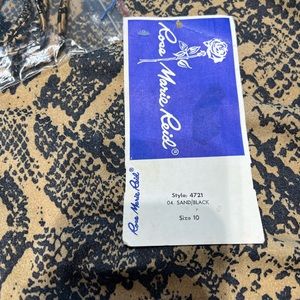 Rose Marie Reid®
Rose Marie Reid®
Style: 4721
04. SAND/BLACK
Size 10